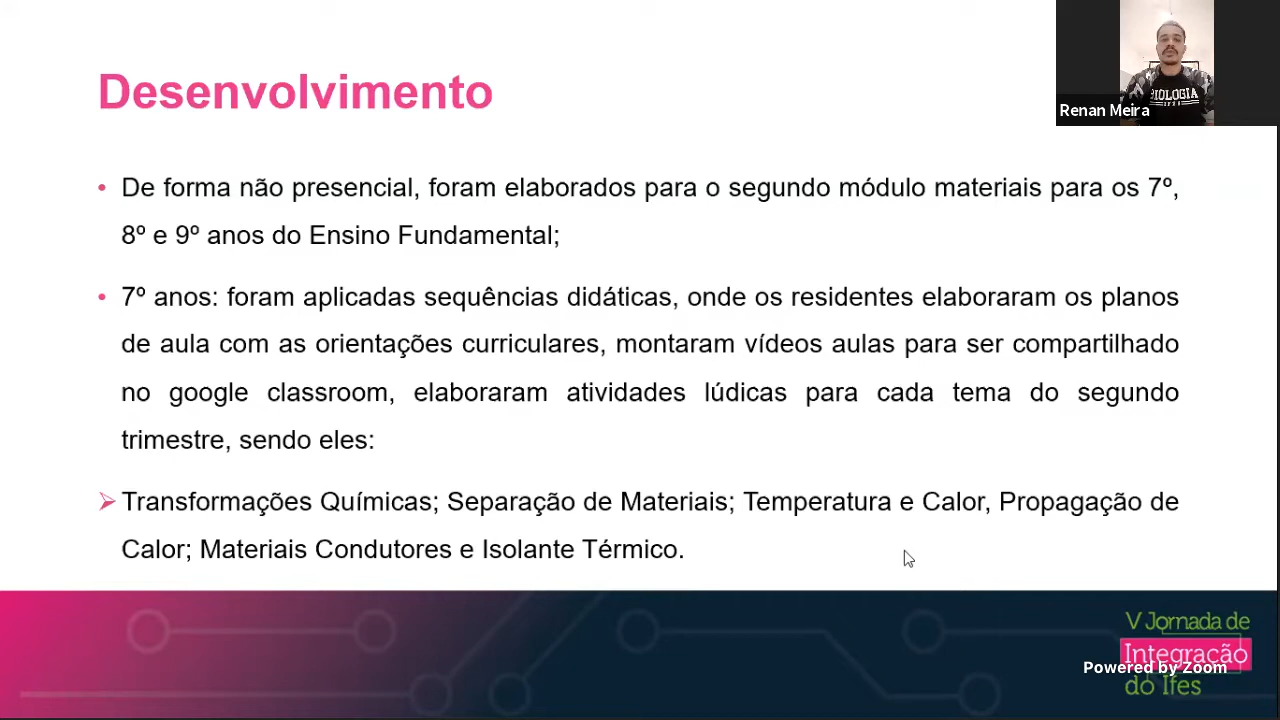 Desenvolvimento
Renan Meira
BIOLOGIA
• De forma não presencial, foram elaborados para o segundo módulo materiais para os 7º,
8º e 9º anos do Ensino Fundamental;
• 7º anos: foram aplicadas sequências didáticas, onde os residentes elaboraram os planos
de aula com as orientações curriculares, montaram vídeos aulas para ser compartilhado
no google classroom, elaboraram atividades lúdicas para cada tema do segundo
trimestre, sendo eles:
➢ Transformações Químicas; Separação de Materiais; Temperatura e Calor, Propagação de
Calor; Materiais Condutores e Isolante Térmico.
V Jornada de
Integração
do Ifes
Powered by Zoom